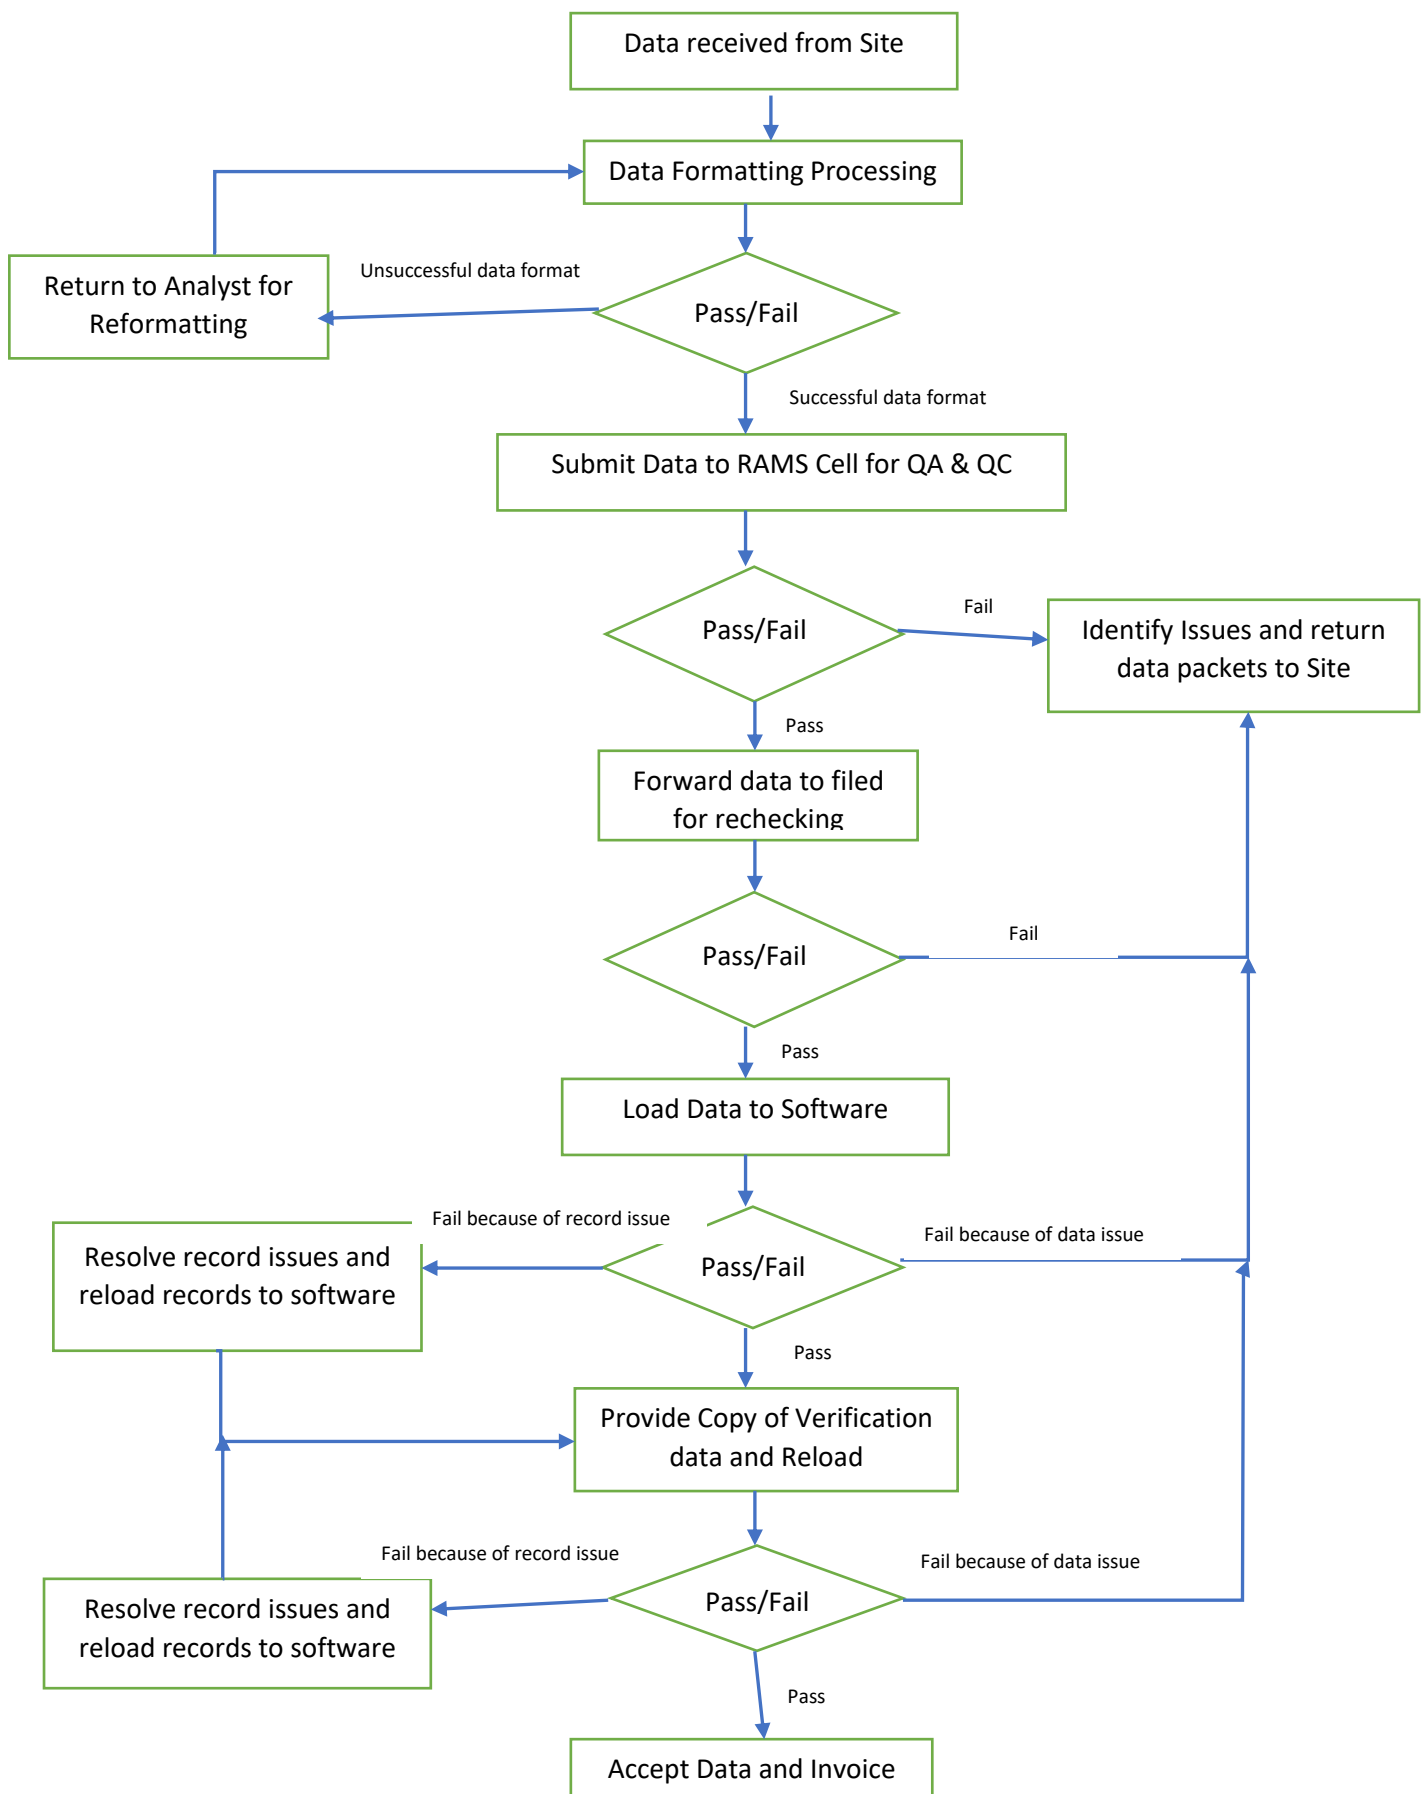 Data received from Site
Data Formatting Processing
Return to Analyst for
Reformatting
Unsuccessful data format
Pass/Fail
Successful data format
Submit Data to RAMS Cell for QA & QC
Pass/Fail
Fail
Identify Issues and return
data packets to Site
Pass
Forward data to filed
for rechecking
Pass/Fail
Fail
Pass
Load Data to Software
Fail because of record issue
Fail because of data issue
Resolve record issues and
reload records to software
Pass/Fail
Pass
Provide Copy of Verification
data and Reload
Fail because of record issue
Fail because of data issue
Resolve record issues and
reload records to software
Pass/Fail
Pass
Accept Data and Invoice